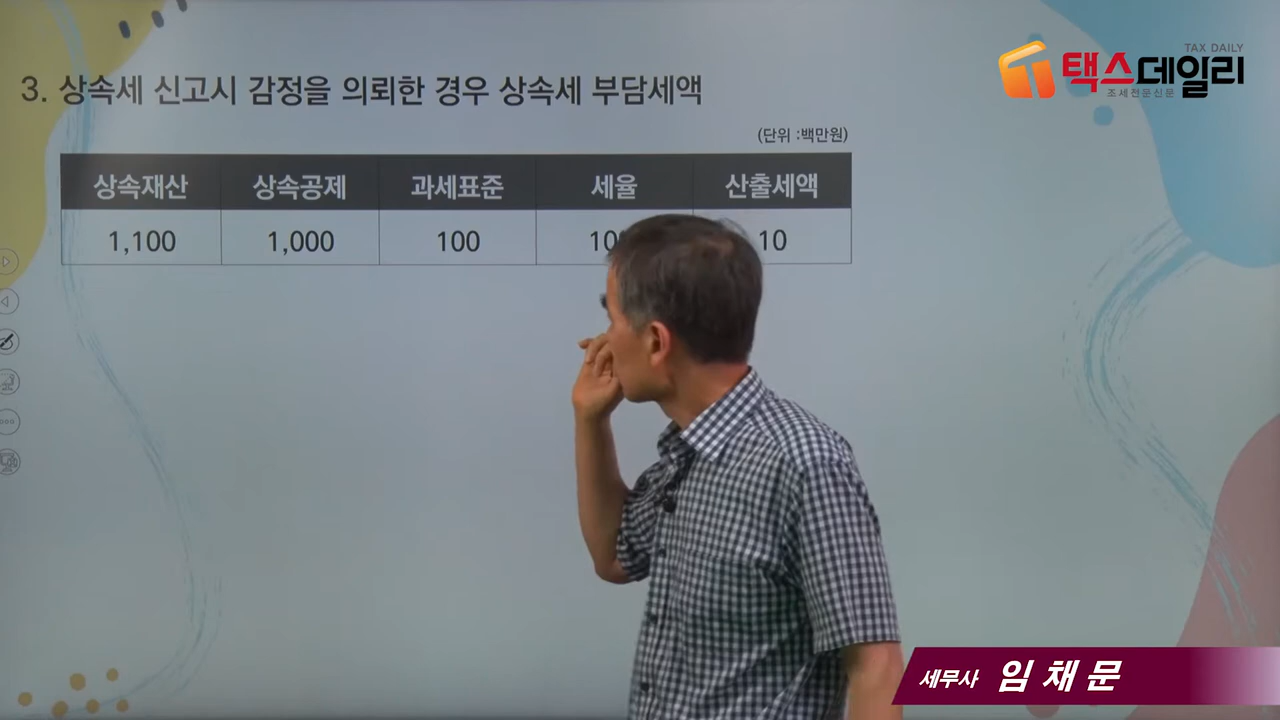 TAX DAILY
택스데일리
조세전문신문
3. 상속세 신고시 감정을 의뢰한 경우 상속세 부담세액
(단위 :백만원)
상속재산 상속공제 과세표준 세율 산출세액
1,100 1,000 100 10
세무사 임채문